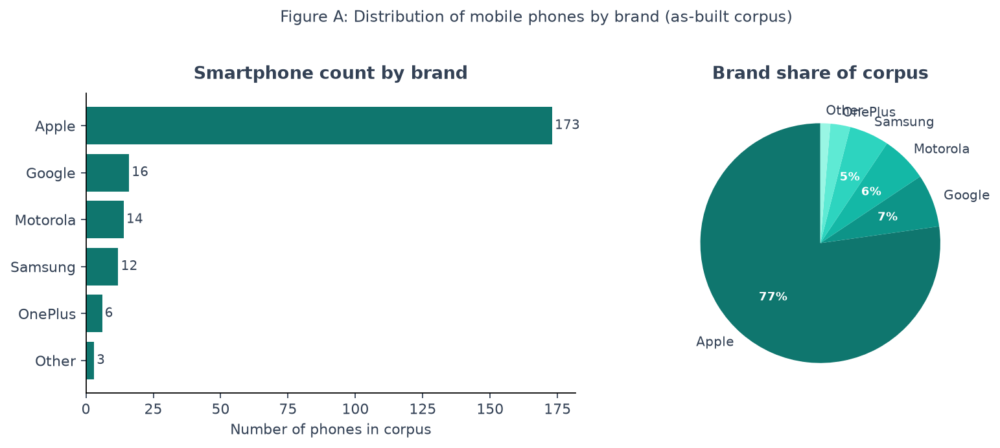 Figure A: Distribution of mobile phones by brand (as-built corpus)
Smartphone count by brand
Apple 173
Google 16
Motorola 14
Samsung 12
OnePlus 6
Other 3
0 25 50 75 100 125 150 175
Number of phones in corpus
Brand share of corpus
Other
OnePlus
Samsung
Motorola
Google
5%
6%
7%
77%
Apple